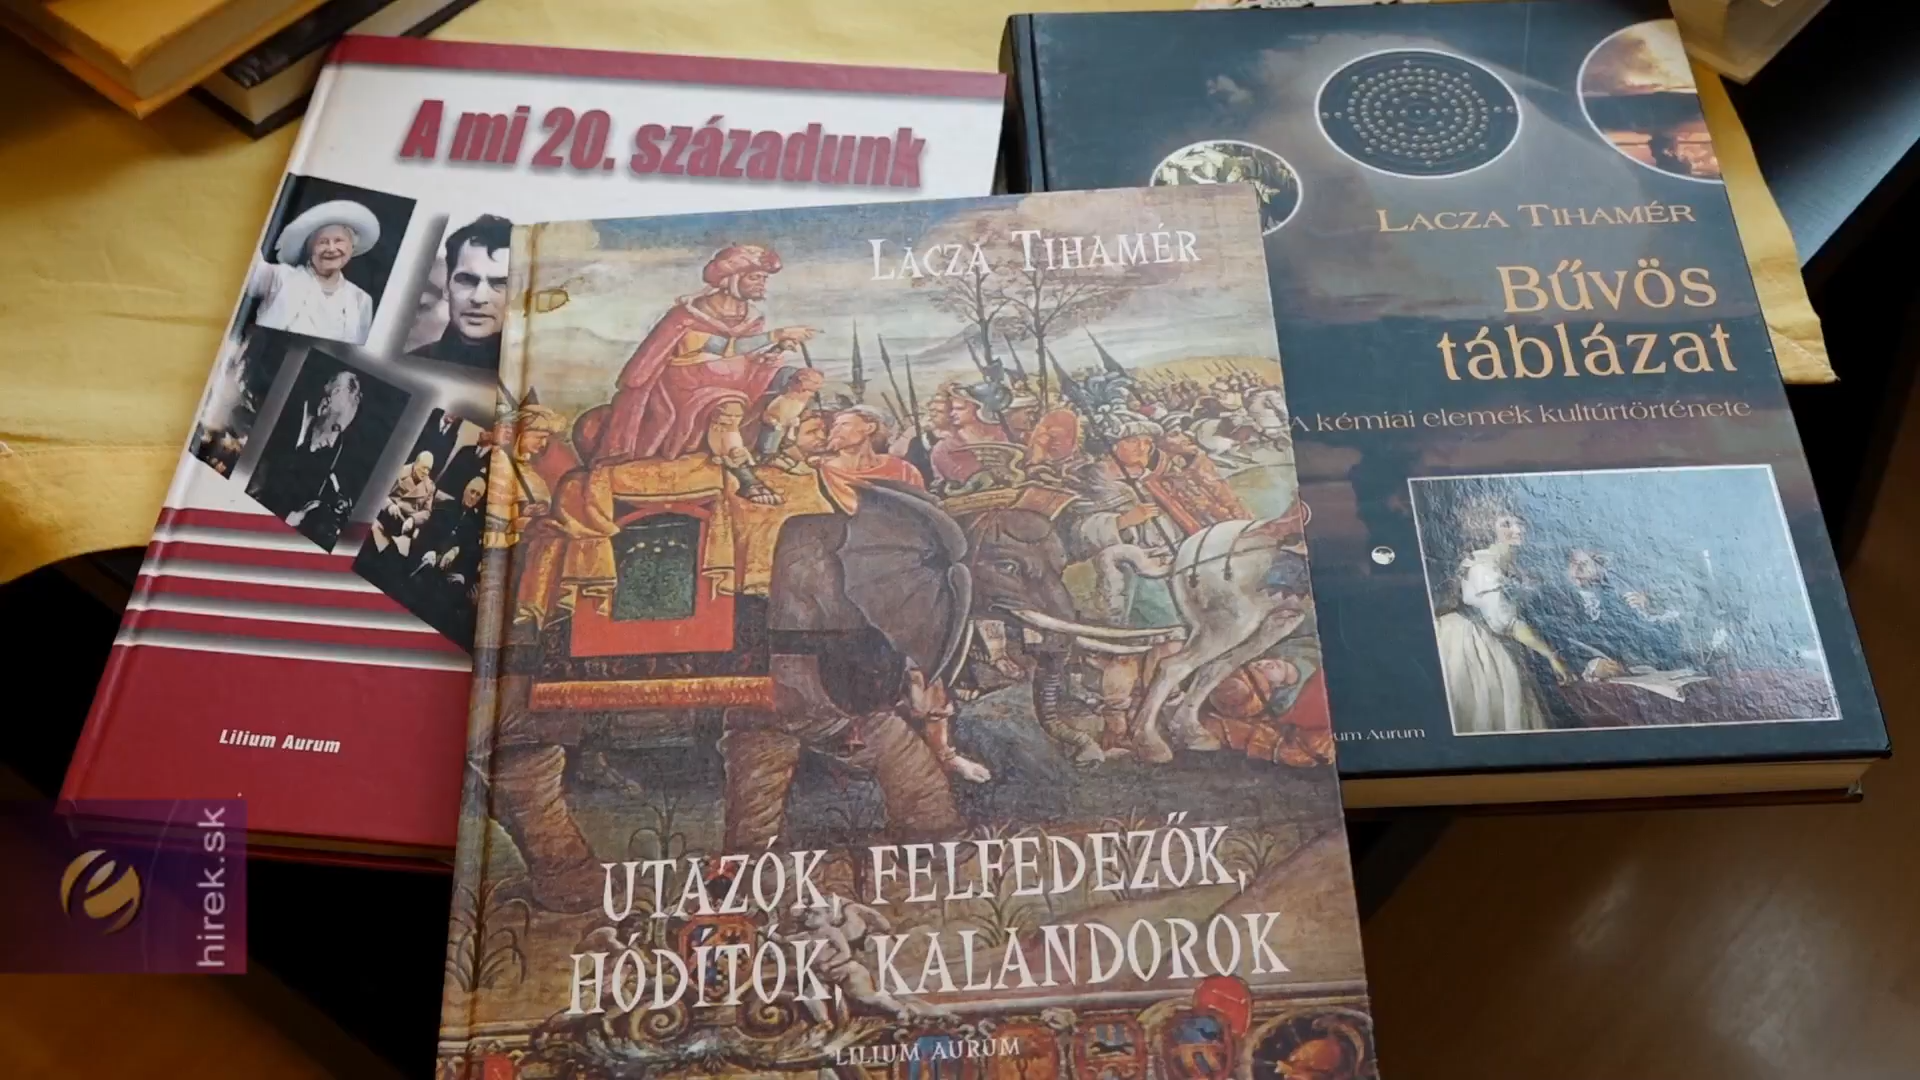 A mi 20. századunk
Lilium Aurum
LACZA TIHAMÉR
UTAZÓK, FELFEDEZŐK,
HÓDÍTÓK, KALANDOROK
LILIUM AURUM
LACZA TIHAMÉR
Bűvös
táblázat
A kémiai elemek kultúrtörténete
Aurum
hirek.sk